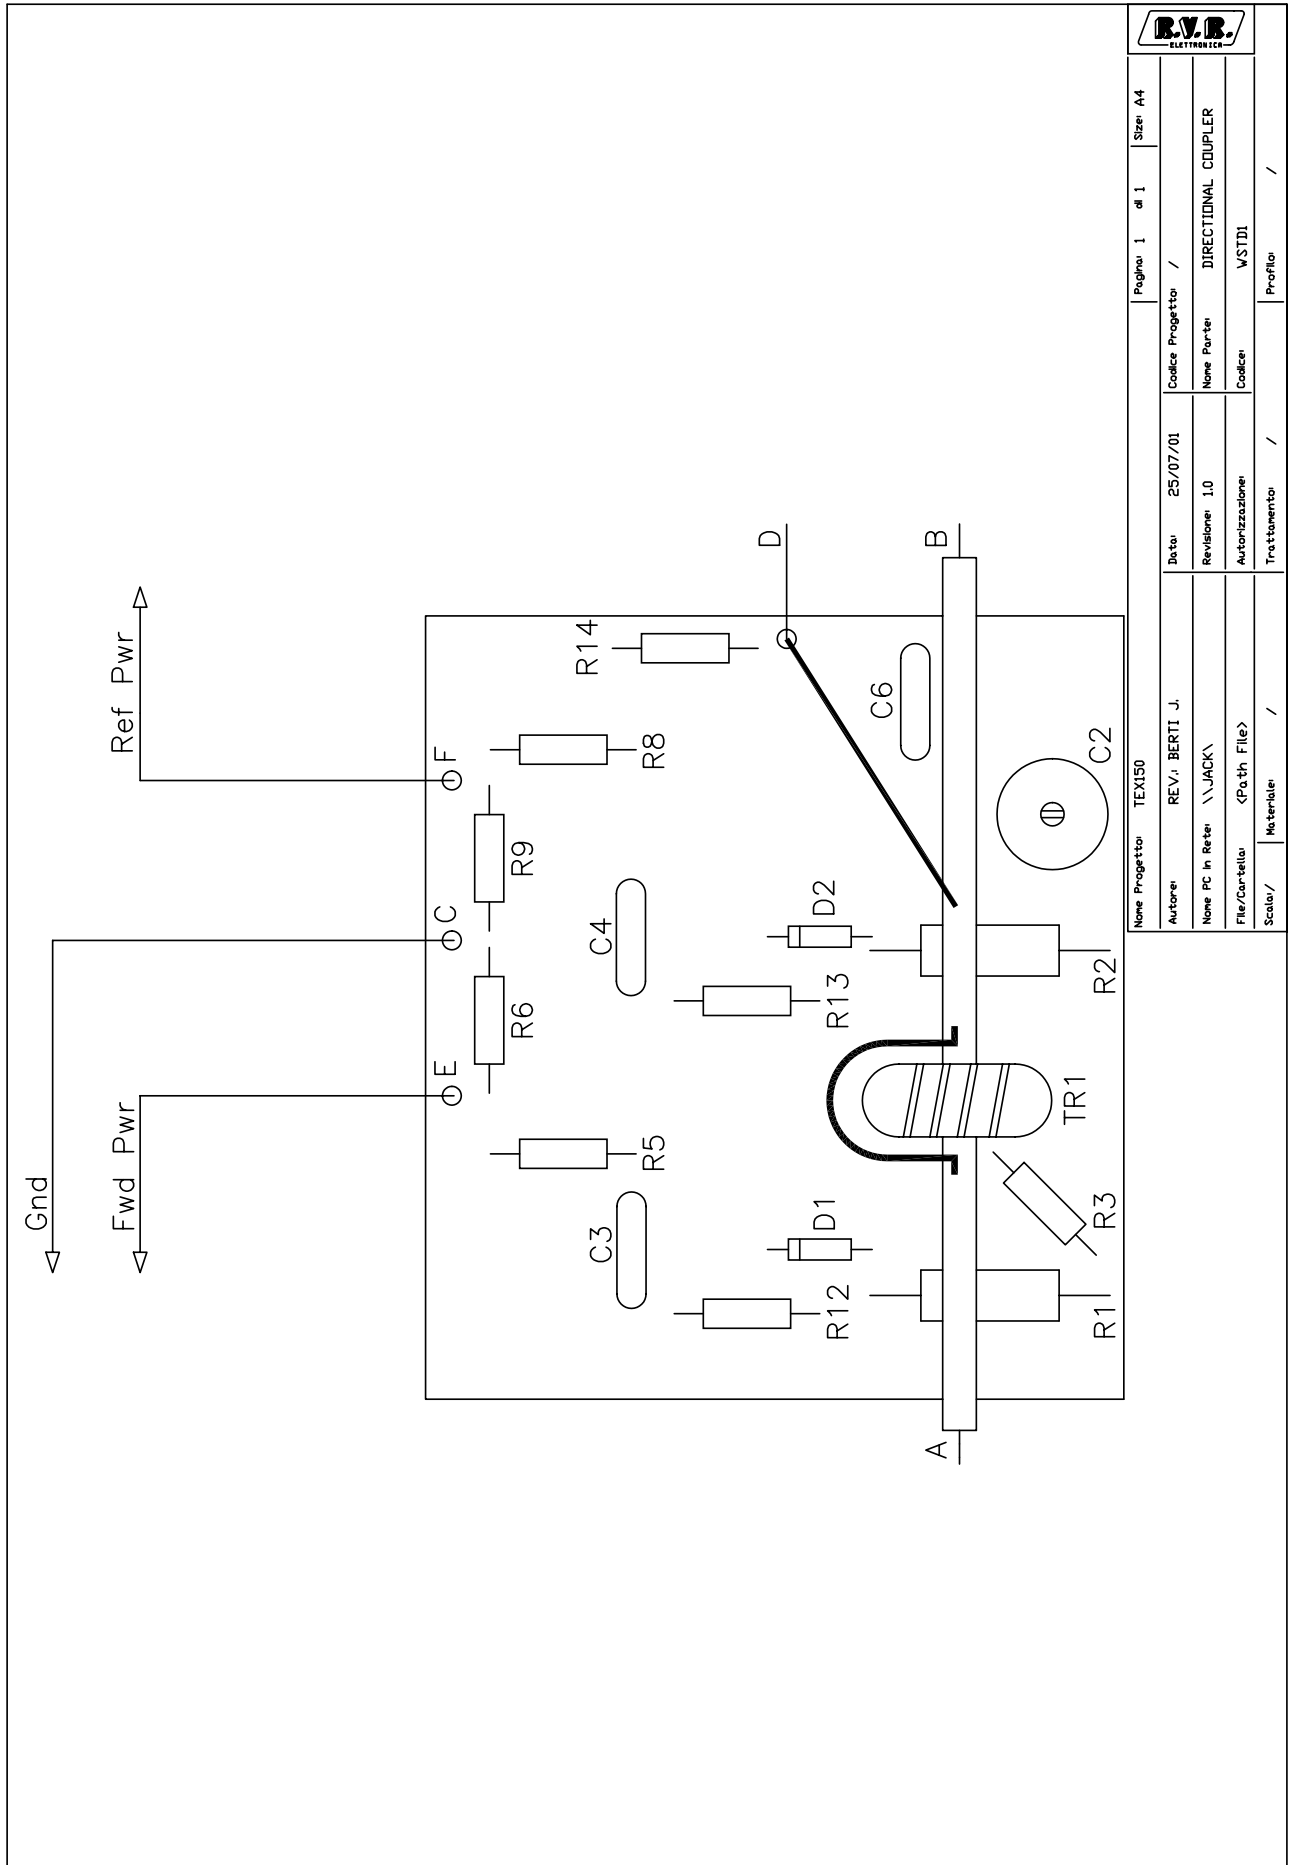 Gnd
Fwd Pwr
Ref Pwr
E
C
F
R6
R9
R5
R8
R14
C3
C4
D
R12
D1
R13
D2
C6
A
B
R1
R3
TR1
R2
C2
Nome Progetto: TEX150
Pagina: 1 di 1
Size: A4
Autore: REV.: BERTI J.
Data: 25/07/01
Codice Progetto: /
Nome PC in Rete: \\JACK\
Revisione: 1.0
Nome Parte: DIRECTIONAL COUPLER
File/Cartella: <Path File>
Autorizzazione:
Codice: WSTD1
Scala: /
Materiale: /
Trattamento: /
Profilo: /
R.V.R.
ELETTRONICA